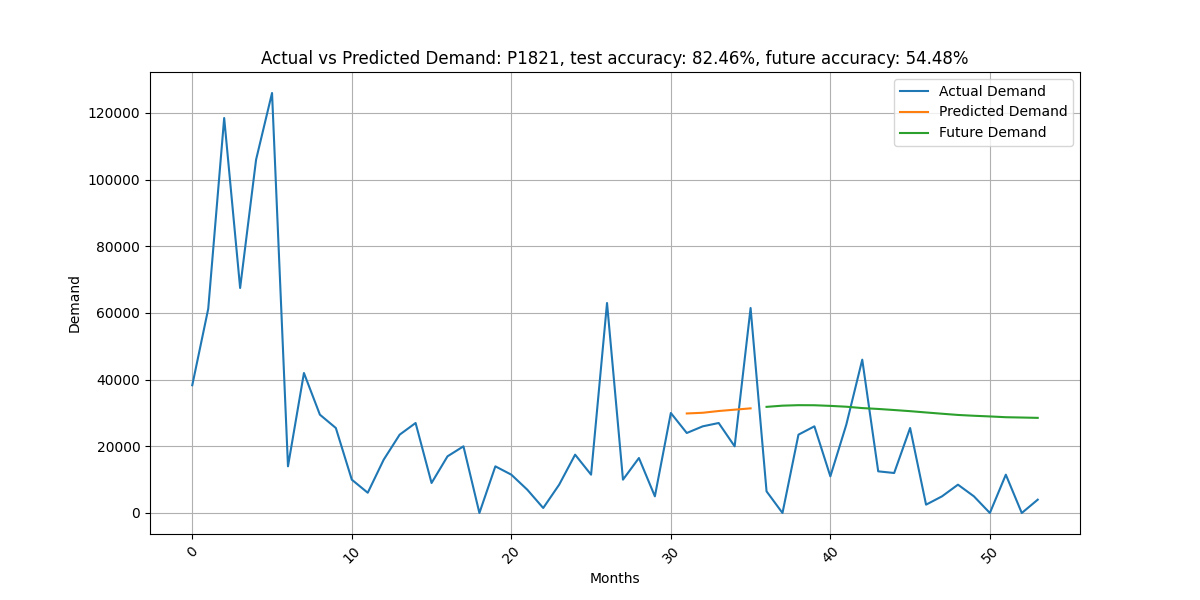 Actual vs Predicted Demand: P1821, test accuracy: 82.46%, future accuracy: 54.48%
Actual Demand
Predicted Demand
Future Demand
120000
100000
80000
60000
40000
20000
0
Demand
0 10 20 30 40 50
Months